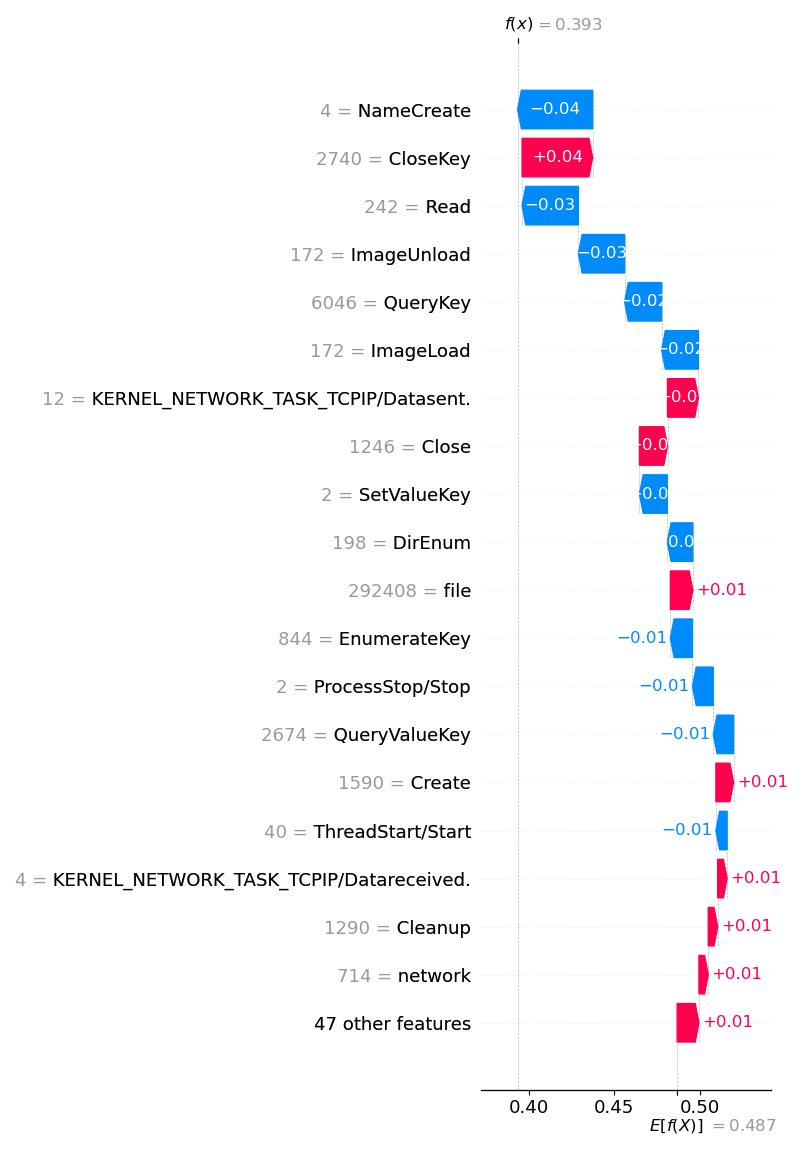 f(x) = 0.393
4 = NameCreate −0.04
2740 = CloseKey +0.04
242 = Read −0.03
172 = ImageUnload −0.03
6046 = QueryKey −0.02
172 = ImageLoad −0.02
12 = KERNEL_NETWORK_TASK_TCPIP/Datasent.
1246 = Close
2 = SetValueKey
198 = DirEnum
292408 = file +0.01
844 = EnumerateKey −0.01
2 = ProcessStop/Stop −0.01
2674 = QueryValueKey −0.01
1590 = Create +0.01
40 = ThreadStart/Start −0.01
4 = KERNEL_NETWORK_TASK_TCPIP/Datareceived. +0.01
1290 = Cleanup +0.01
714 = network +0.01
47 other features +0.01
0.40 0.45 0.50
E[f(X)] = 0.487